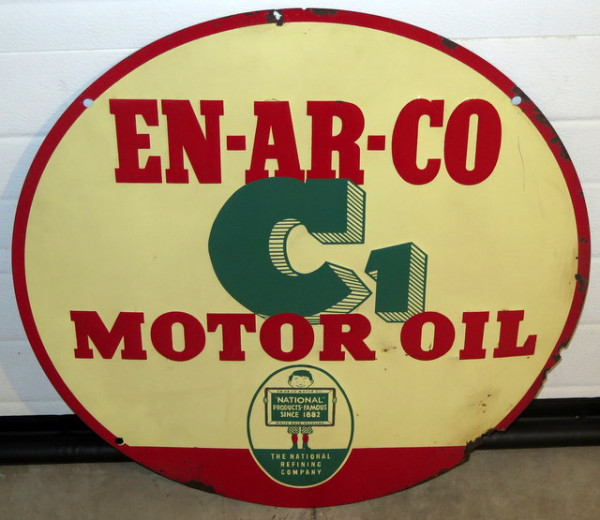 EN-AR-CO
C1
MOTOR OIL
"NATIONAL"
PRODUCTS-FAMOUS
SINCE 1882
THE NATIONAL
REFINING
COMPANY